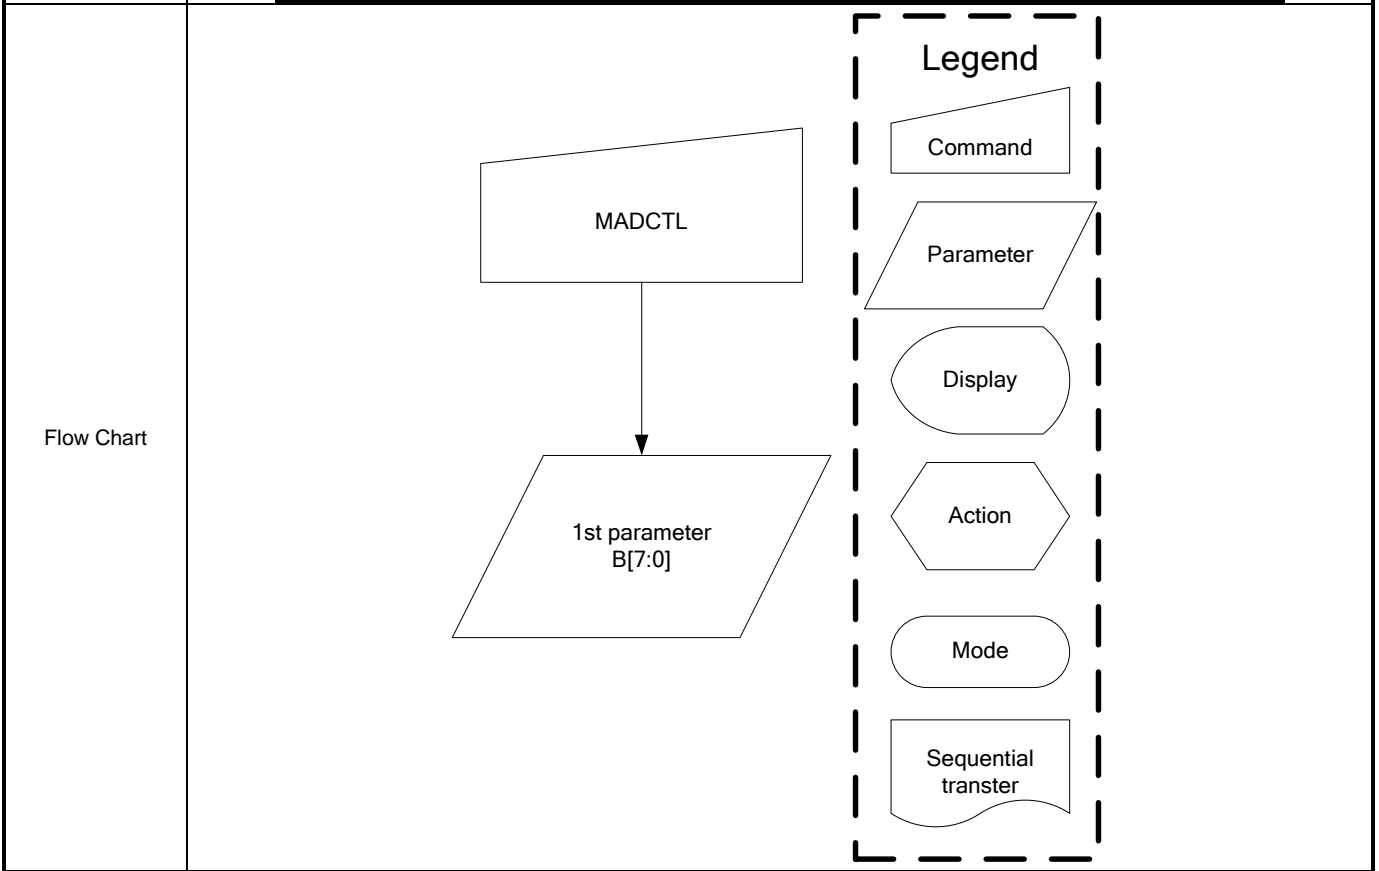 Flow Chart
MADCTL
1st parameter
B[7:0]
Legend
Command
Parameter
Display
Action
Mode
Sequential
transter